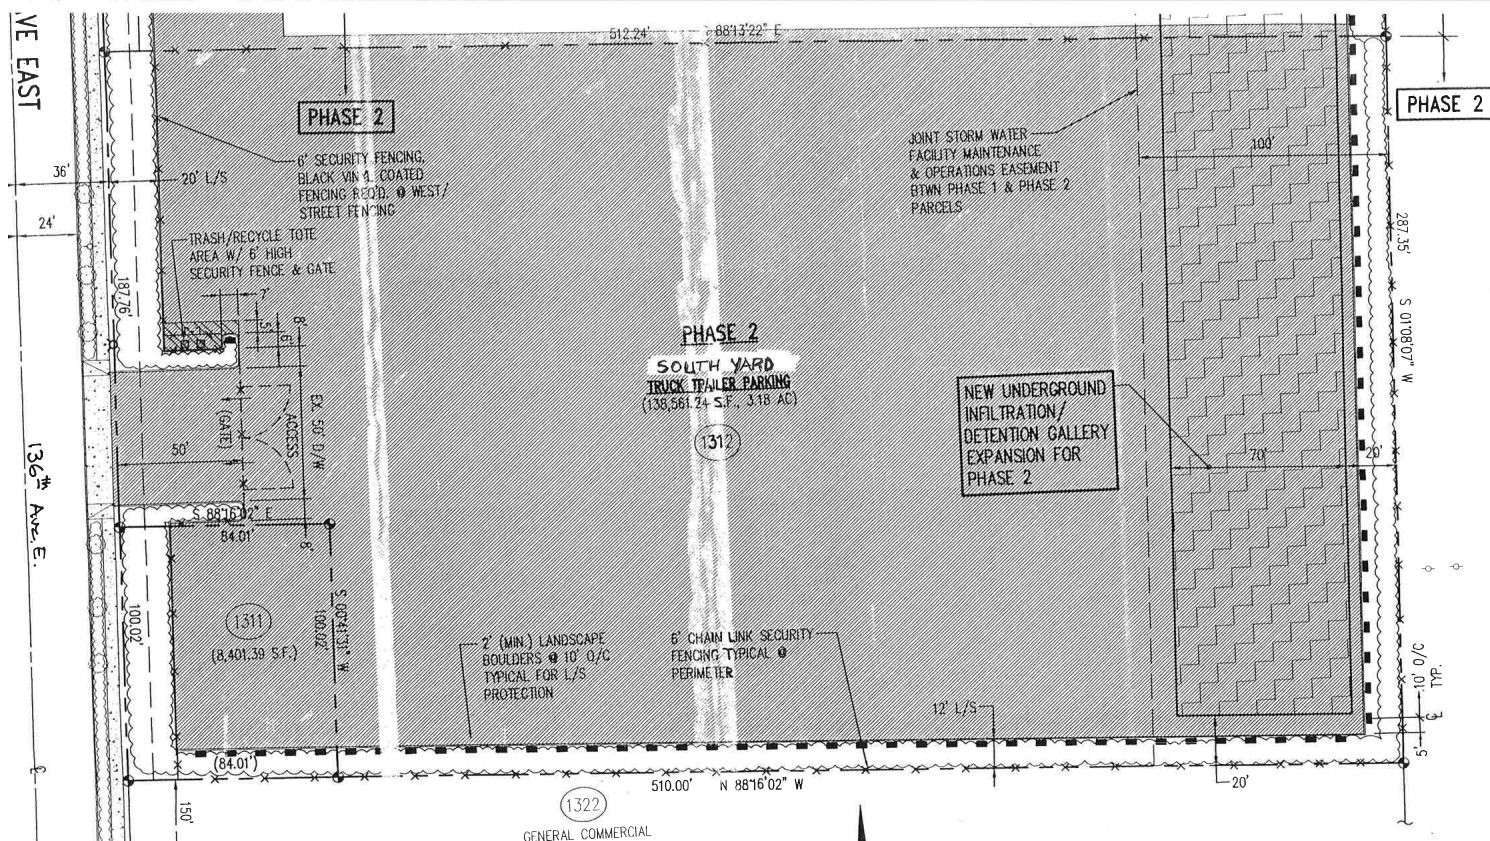 VE EAST
512.24'
S 88°13'22" E
PHASE 2
PHASE 2
36'
24'
20' L/S
6' SECURITY FENCING,
BLACK VINYL COATED
FENCING REQ'D. @ WEST/
STREET FENCING
TRASH/RECYCLE TOTE
AREA W/ 6' HIGH
SECURITY FENCE & GATE
JOINT STORM WATER
FACILITY MAINTENANCE
& OPERATIONS EASEMENT
BTWN PHASE 1 & PHASE 2
PARCELS
100'
287.35'
S 01°08'07" W
187.76'
7'
5'
6'
8'
PHASE 2
SOUTH YARD
TRUCK TRAILER PARKING
(138,561.24 S.F., 3.18 AC)
1312
NEW UNDERGROUND
INFILTRATION/
DETENTION GALLERY
EXPANSION FOR
PHASE 2
70'
20'
EX. 50' D/W
ACCESS
(GATE)
50'
136th Ave. E.
S 88°16'02" E
84.01'
8'
100.02'
S 00°41'31" W
100.02'
1311
(8,401.39 S.F.)
2' (MIN.) LANDSCAPE
BOULDERS @ 10' O/C
TYPICAL FOR L/S
PROTECTION
6' CHAIN LINK SECURITY
FENCING TYPICAL @
PERIMETER
12' L/S
10' O/C
TYP.
5'
(84.01')
510.00'
N 88°16'02" W
20'
150'
1322
GENERAL COMMERCIAL